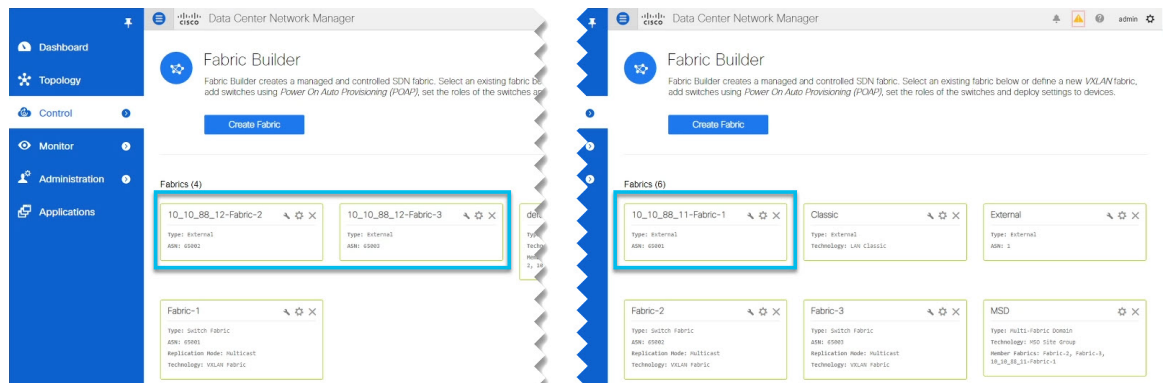 cisco Data Center Network Manager
Dashboard
Topology
Control
Monitor
Administration
Applications
Fabric Builder
Fabric Builder creates a managed and controlled SDN fabric. Select an existing fabric be
add switches using Power On Auto Provisioning (POAP), set the roles of the switches an
Create Fabric
Fabrics (4)
10_10_88_12-Fabric-2
Type: External
ASN: 65002
10_10_88_12-Fabric-3
Type: External
ASN: 65003
Fabric-1
Type: Switch Fabric
ASN: 65001
Replication Mode: Multicast
Technology: VXLAN Fabric
cisco Data Center Network Manager
admin
Fabric Builder
Fabric Builder creates a managed and controlled SDN fabric. Select an existing fabric below or define a new VXLAN fabric,
add switches using Power On Auto Provisioning (POAP), set the roles of the switches and deploy settings to devices.
Create Fabric
Fabrics (6)
10_10_88_11-Fabric-1
Type: External
ASN: 65001
Classic
Type: External
Technology: LAN Classic
External
Type: External
ASN: 1
Fabric-2
Type: Switch Fabric
ASN: 65002
Replication Mode: Multicast
Technology: VXLAN Fabric
Fabric-3
Type: Switch Fabric
ASN: 65003
Replication Mode: Multicast
Technology: VXLAN Fabric
MSD
Type: Multi-Fabric Domain
Technology: MSD Site Group
Member Fabrics: Fabric-2, Fabric-3,
10_10_88_11-Fabric-1